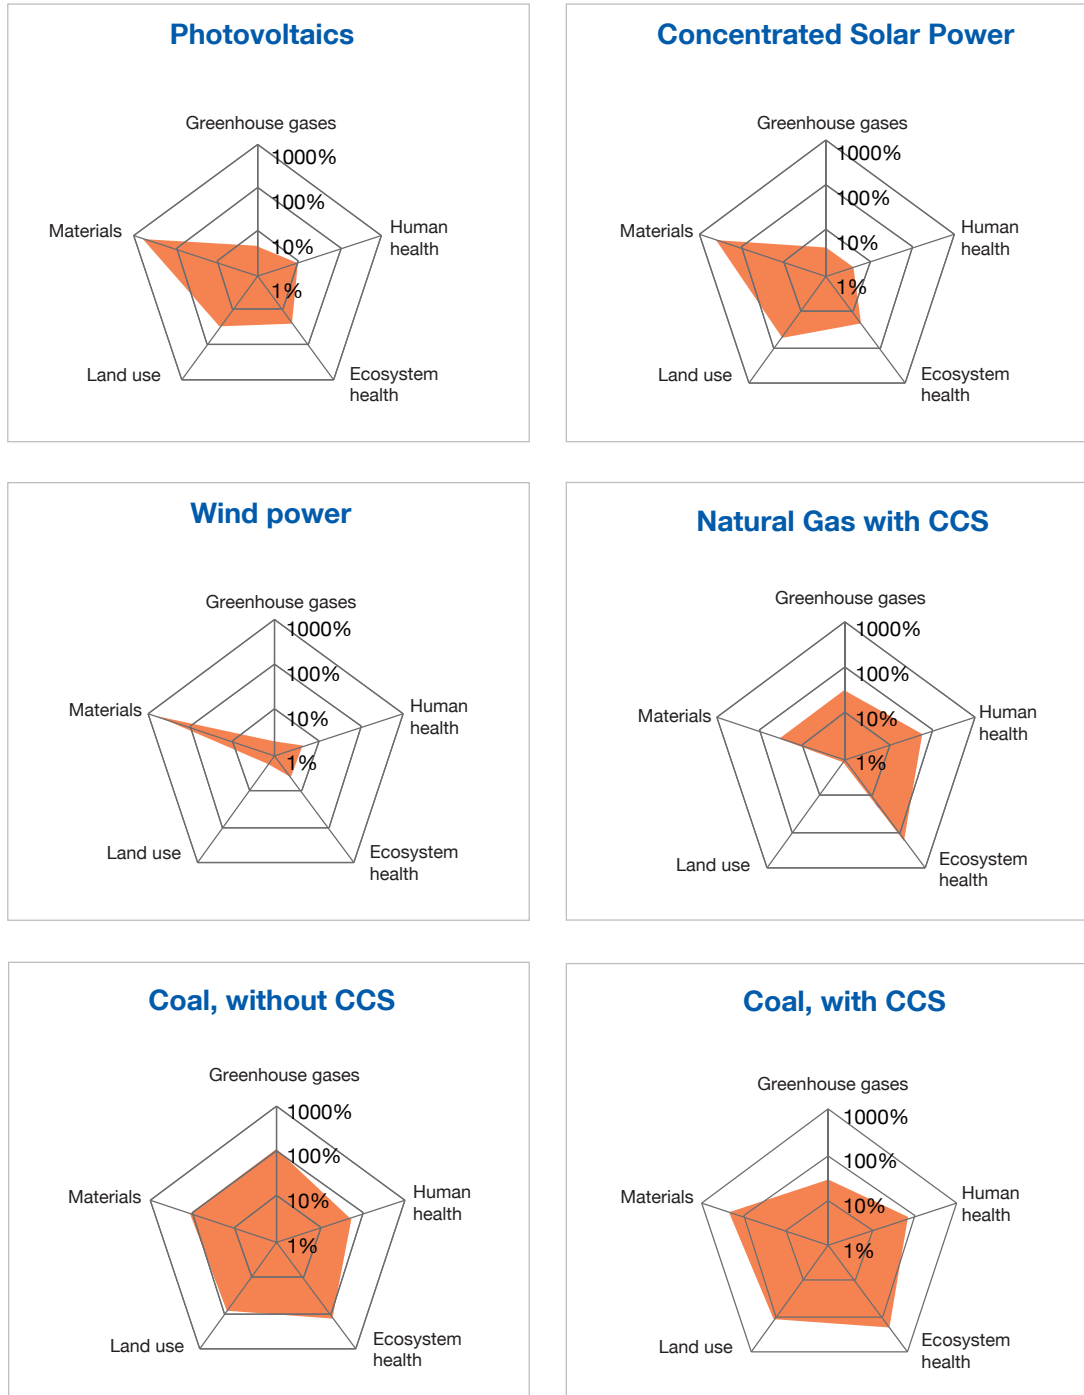 Photovoltaics
Greenhouse gases
1000%
100%
10%
1%
Materials
Human
health
Land use
Ecosystem
health
Concentrated Solar Power
Greenhouse gases
1000%
100%
10%
1%
Materials
Human
health
Land use
Ecosystem
health
Wind power
Greenhouse gases
1000%
100%
10%
1%
Materials
Human
health
Land use
Ecosystem
health
Natural Gas with CCS
Greenhouse gases
1000%
100%
10%
1%
Materials
Human
health
Land use
Ecosystem
health
Coal, without CCS
Greenhouse gases
1000%
100%
10%
1%
Materials
Human
health
Land use
Ecosystem
health
Coal, with CCS
Greenhouse gases
1000%
100%
10%
1%
Materials
Human
health
Land use
Ecosystem
health